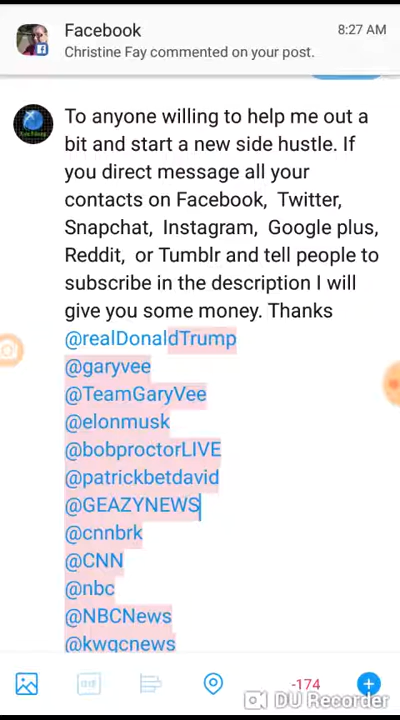 Facebook
8:27 AM
Christine Fay commented on your post.
To anyone willing to help me out a
bit and start a new side hustle. If
you direct message all your
contacts on Facebook, Twitter,
Snapchat, Instagram, Google plus,
Reddit, or Tumblr and tell people to
subscribe in the description I will
give you some money. Thanks
@realDonaldTrump
@garyvee
@TeamGaryVee
@elonmusk
@bobproctorLIVE
@patrickbetdavid
@GEAZYNEWS
@cnnbrk
@CNN
@nbc
@NBCNews
@kwqcnews
GIF
-174
DU Recorder